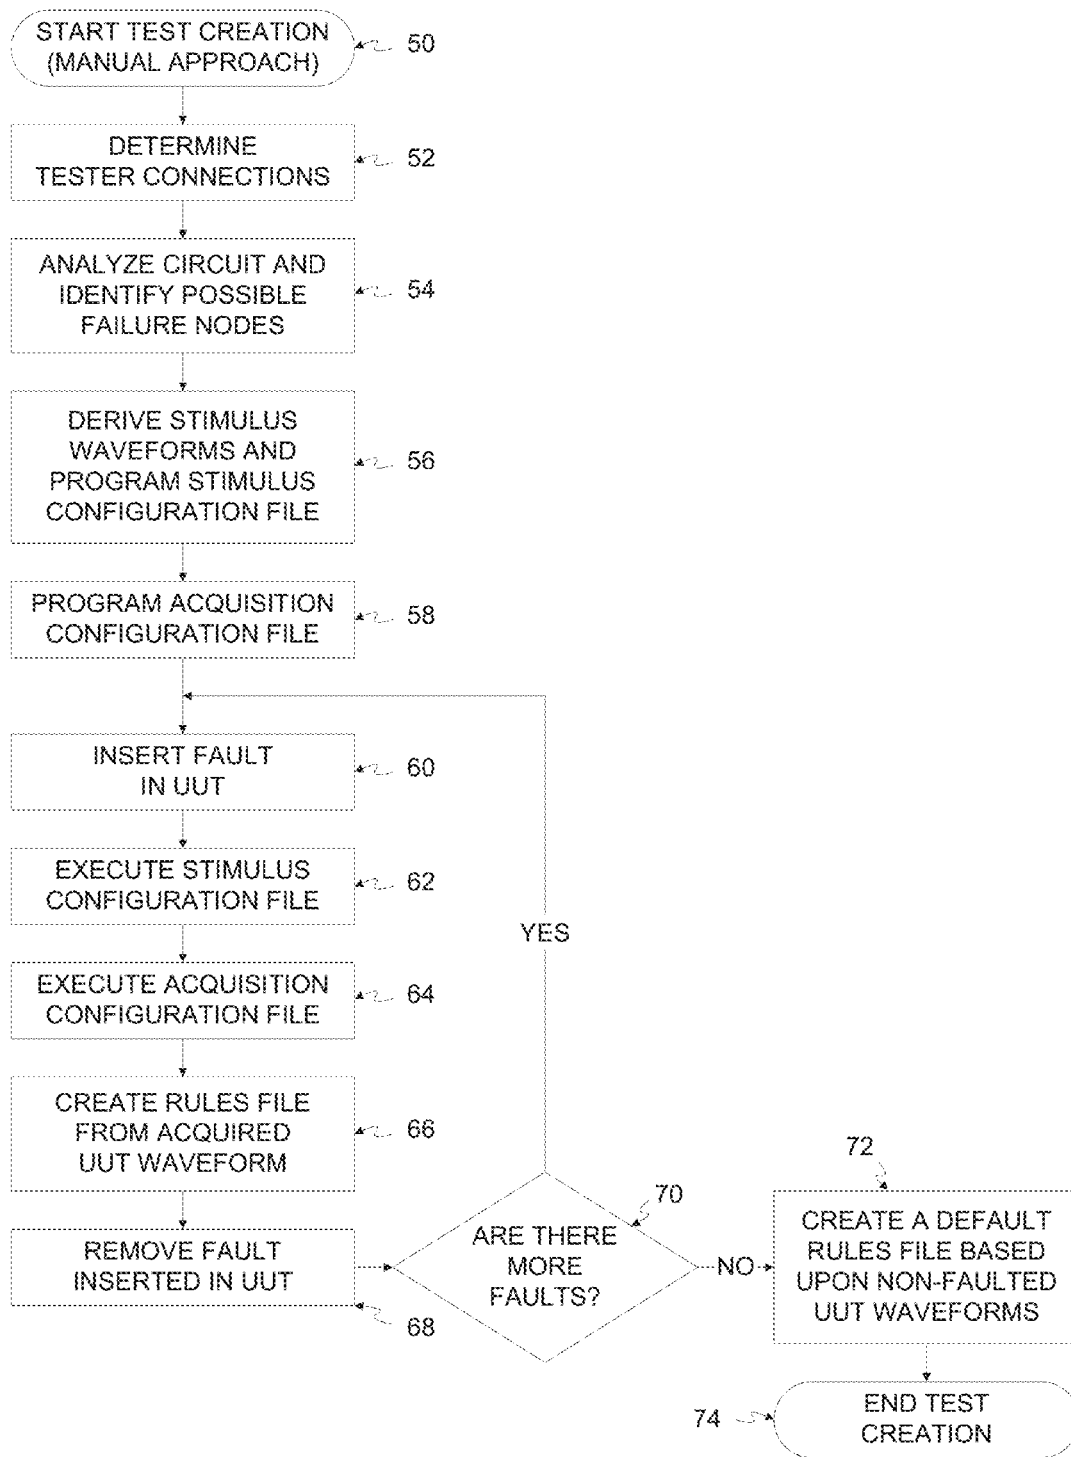 START TEST CREATION
(MANUAL APPROACH)
50
DETERMINE
TESTER CONNECTIONS
52
ANALYZE CIRCUIT AND
IDENTIFY POSSIBLE
FAILURE NODES
54
DERIVE STIMULUS
WAVEFORMS AND
PROGRAM STIMULUS
CONFIGURATION FILE
56
PROGRAM ACQUISITION
CONFIGURATION FILE
58
INSERT FAULT
IN UUT
60
EXECUTE STIMULUS
CONFIGURATION FILE
62
EXECUTE ACQUISITION
CONFIGURATION FILE
64
CREATE RULES FILE
FROM ACQUIRED
UUT WAVEFORM
66
REMOVE FAULT
INSERTED IN UUT
68
ARE THERE
MORE
FAULTS?
70
YES
NO
72
CREATE A DEFAULT
RULES FILE BASED
UPON NON-FAULTED
UUT WAVEFORMS
END TEST
CREATION
74